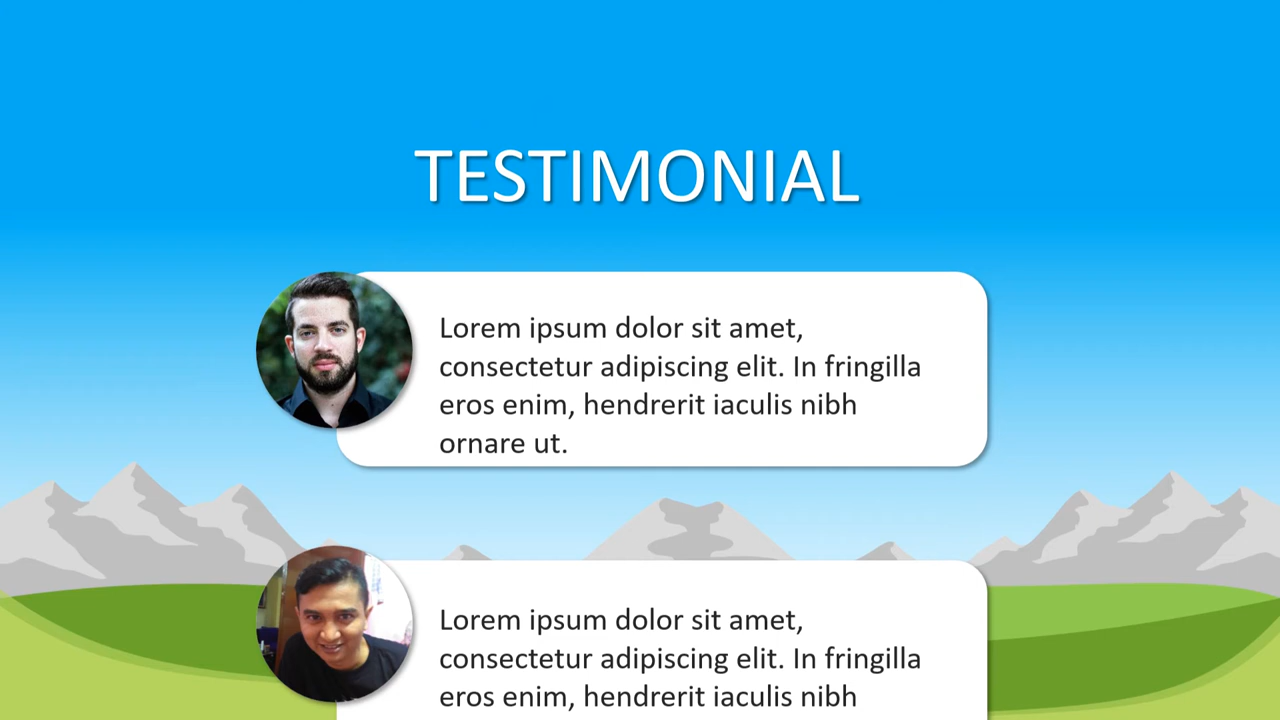 TESTIMONIAL
Lorem ipsum dolor sit amet,
consectetur adipiscing elit. In fringilla
eros enim, hendrerit iaculis nibh
ornare ut.
Lorem ipsum dolor sit amet,
consectetur adipiscing elit. In fringilla
eros enim, hendrerit iaculis nibh